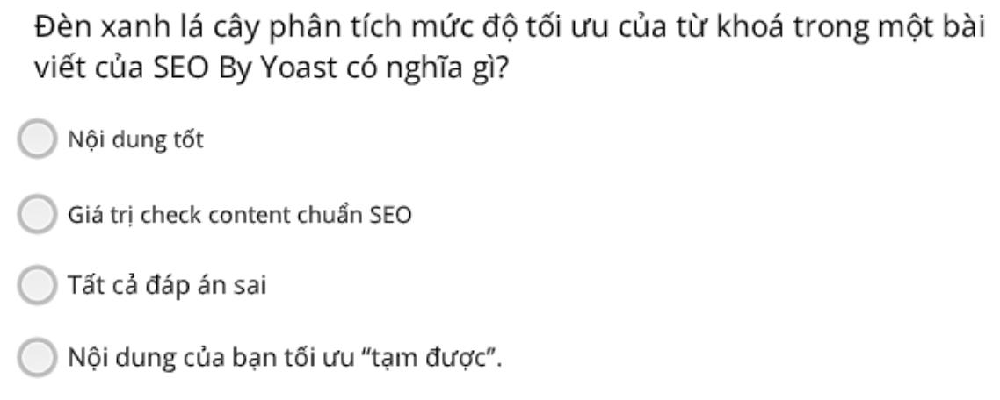 Đèn xanh lá cây phân tích mức độ tối ưu của từ khoá trong một bài
viết của SEO By Yoast có nghĩa gì?
Nội dung tốt
Giá trị check content chuẩn SEO
Tất cả đáp án sai
Nội dung của bạn tối ưu “tạm được”.